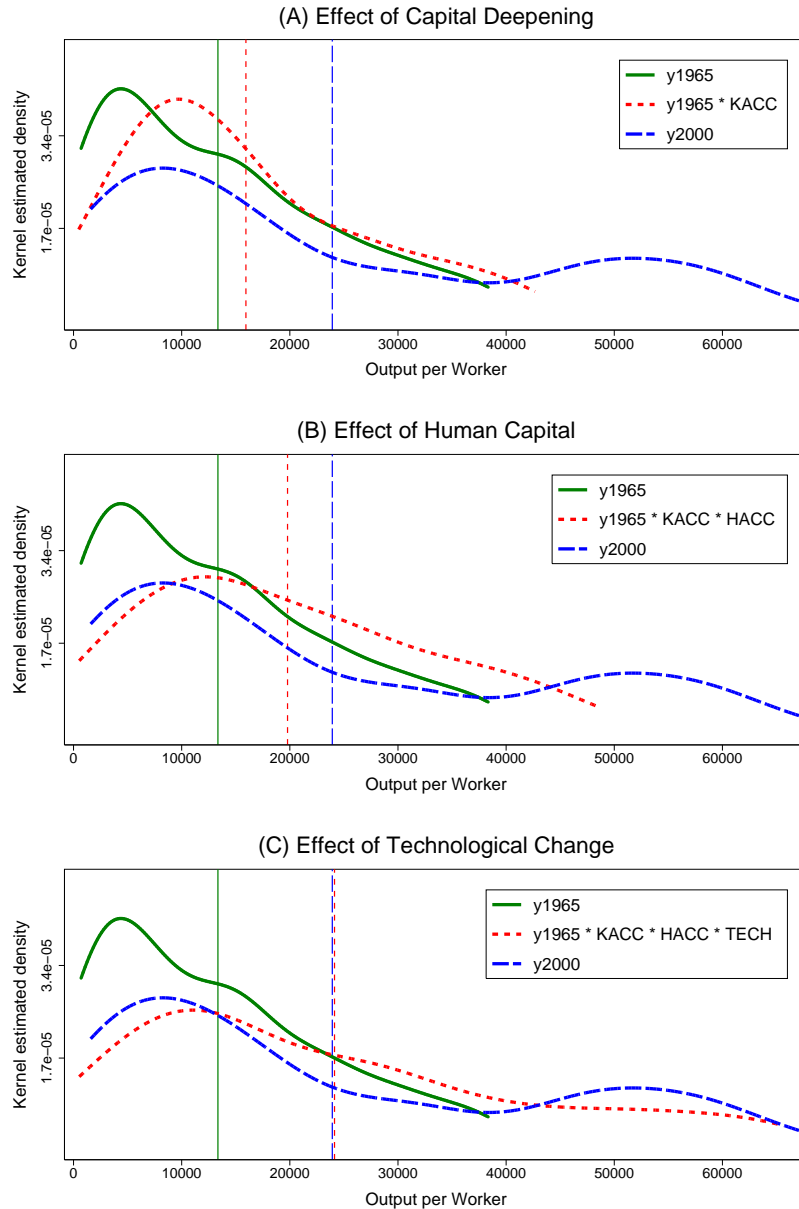 (A) Effect of Capital Deepening
Kernel estimated density
3.4e-05
1.7e-05
y1965
y1965 * KACC
y2000
0 10000 20000 30000 40000 50000 60000
Output per Worker
(B) Effect of Human Capital
Kernel estimated density
3.4e-05
1.7e-05
y1965
y1965 * KACC * HACC
y2000
0 10000 20000 30000 40000 50000 60000
Output per Worker
(C) Effect of Technological Change
Kernel estimated density
3.4e-05
1.7e-05
y1965
y1965 * KACC * HACC * TECH
y2000
0 10000 20000 30000 40000 50000 60000
Output per Worker